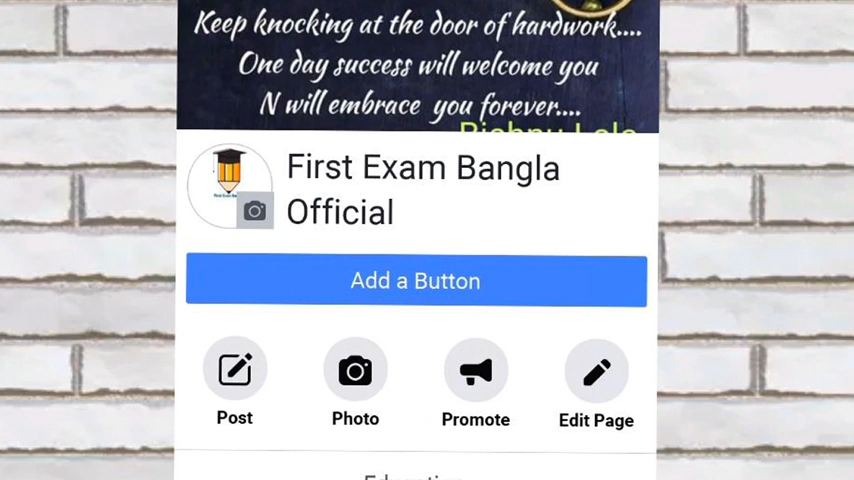 Keep knocking at the door of hardwork....
One day success will welcome you
N will embrace you forever....
First Exam Bangla
Official
Add a Button
Post
Photo
Promote
Edit Page